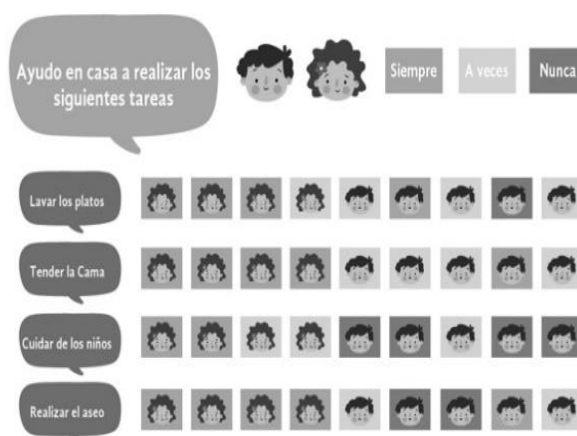 Ayudo en casa a realizar los
siguientes tareas
Siempre
A veces
Nunca
Lavar los platos
Tender la Cama
Cuidar de los niños
Realizar el aseo